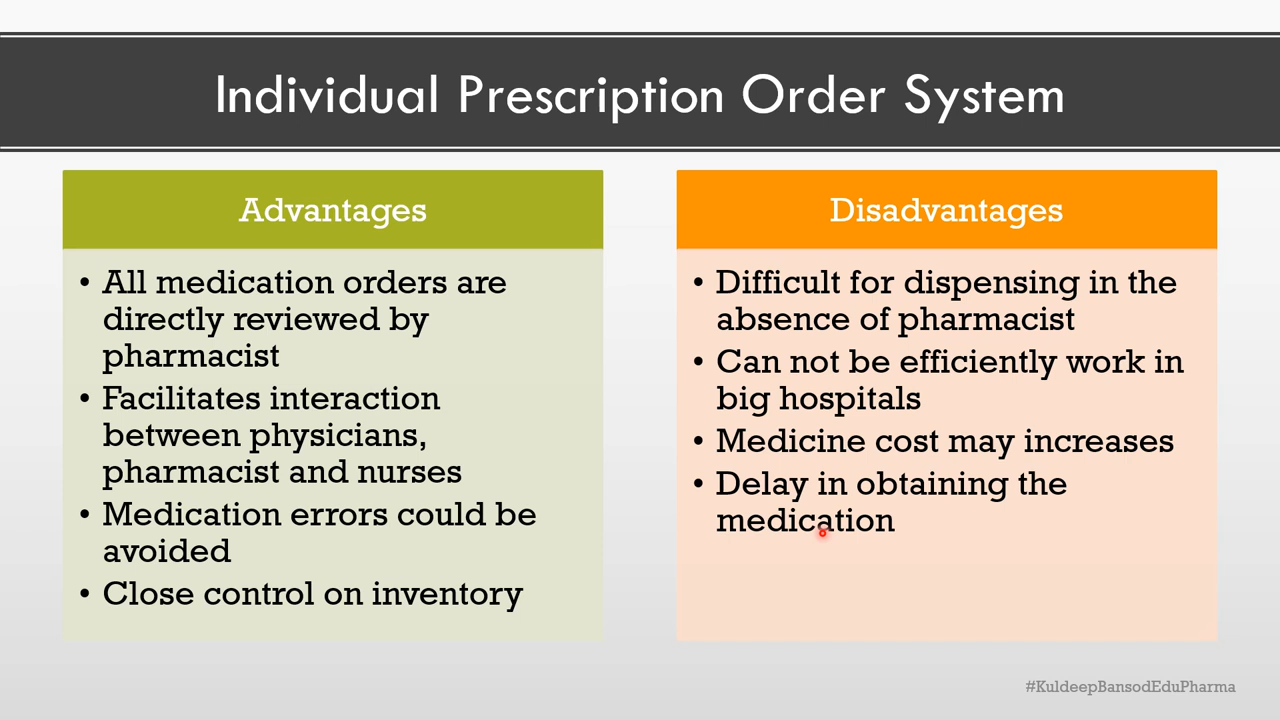 Individual Prescription Order System
Advantages
• All medication orders are
directly reviewed by
pharmacist
• Facilitates interaction
between physicians,
pharmacist and nurses
• Medication errors could be
avoided
• Close control on inventory
Disadvantages
• Difficult for dispensing in the
absence of pharmacist
• Can not be efficiently work in
big hospitals
• Medicine cost may increases
• Delay in obtaining the
medication
#KuldeepBansodEduPharma